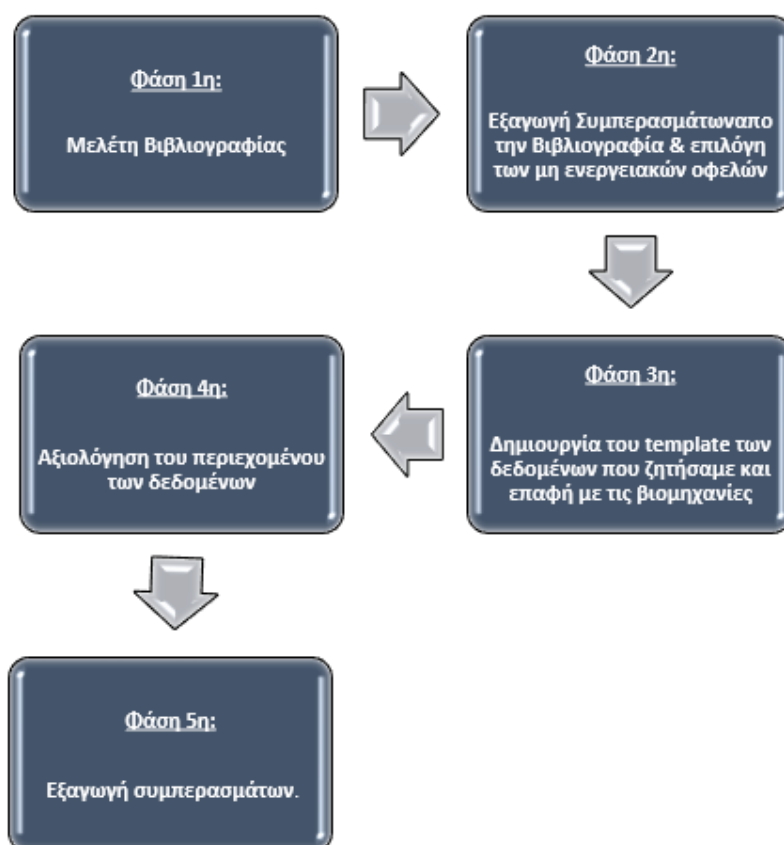 Φάση 1η:
Μελέτη Βιβλιογραφίας
Φάση 2η:
Εξαγωγή Συμπερασμάτωναπο
την Βιβλιογραφία & επιλόγη
των μη ενεργειακών οφελών
Φάση 3η:
Δημιουργία του template των
δεδομένων που ζητήσαμε και
επαφή με τις βιομηχανίες
Φάση 4η:
Αξιολόγηση του περιεχομένου
των δεδομένων
Φάση 5η:
Εξαγωγή συμπερασμάτων.